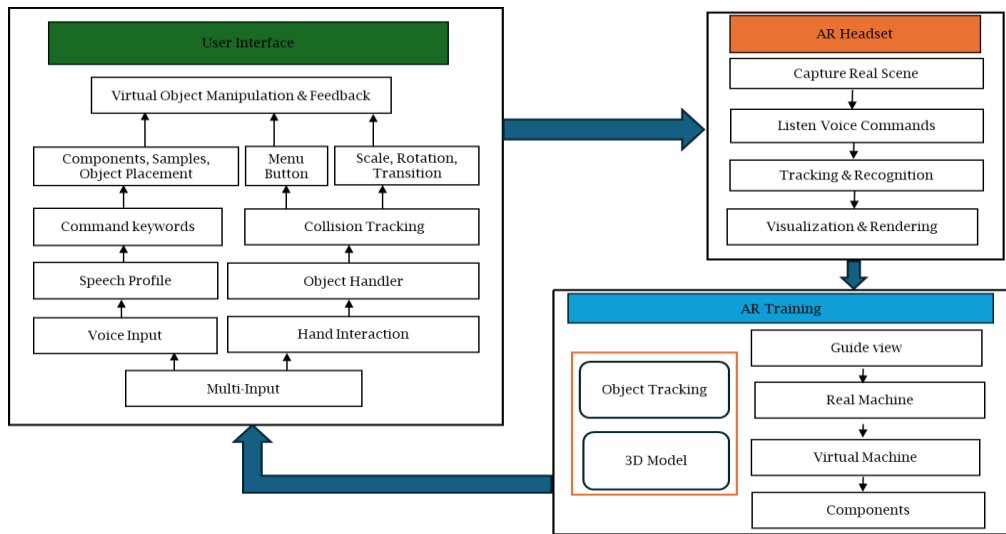 User Interface
Virtual Object Manipulation & Feedback
Components, Samples,
Object Placement
Menu
Button
Scale, Rotation,
Transition
Command keywords
Collision Tracking
Speech Profile
Object Handler
Voice Input
Hand Interaction
Multi-Input
AR Headset
Capture Real Scene
Listen Voice Commands
Tracking & Recognition
Visualization & Rendering
AR Training
Object Tracking
3D Model
Guide view
Real Machine
Virtual Machine
Components